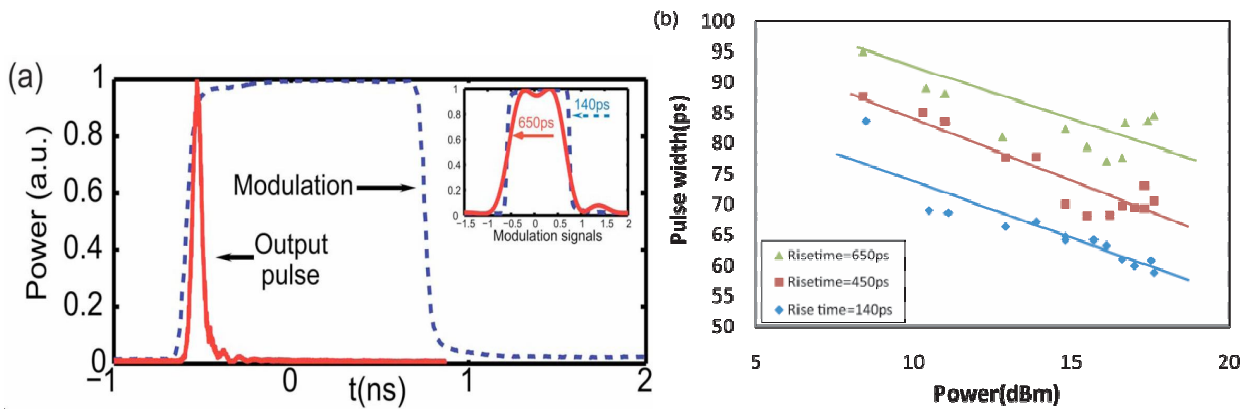 (a)
Power (a.u.)
1
0.8
0.6
0.4
0.2
0
−1
0
1
2
t(ns)
Modulation
Output
pulse
1
0.8
0.6
0.4
0.2
0
−1.5
−1
−0.5
0
0.5
1
1.5
2
Modulation signals
650ps
140ps
(b)
Pulse width(ps)
100
95
90
85
80
75
70
65
60
55
50
5
10
15
20
Power(dBm)
Risetime=650ps
Risetime=450ps
Rise time=140ps